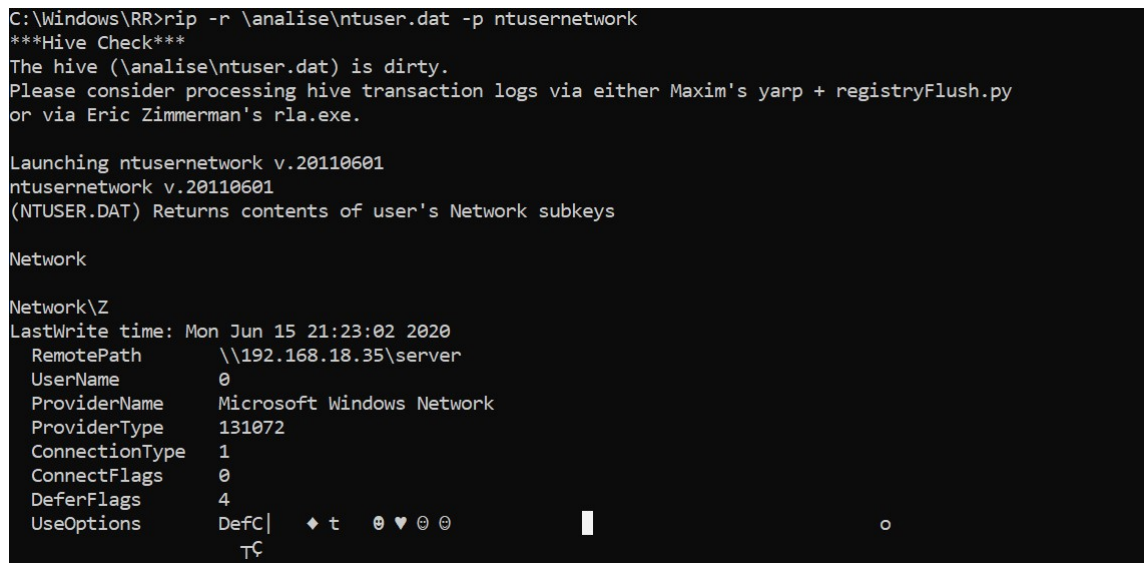 C:\Windows\RR>rip -r \analise\ntuser.dat -p ntusernetwork
***Hive Check***
The hive (\analise\ntuser.dat) is dirty.
Please consider processing hive transaction logs via either Maxim's yarp + registryFlush.py
or via Eric Zimmerman's rla.exe.
Launching ntusernetwork v.20110601
ntusernetwork v.20110601
(NTUSER.DAT) Returns contents of user's Network subkeys
Network
Network\Z
LastWrite time: Mon Jun 15 21:23:02 2020
RemotePath \\192.168.18.35\server
UserName 0
ProviderName Microsoft Windows Network
ProviderType 131072
ConnectionType 1
ConnectFlags 0
DeferFlags 4
UseOptions DefC| ♦ t ☻ ♥ ☺ ☺ o
┬Ç